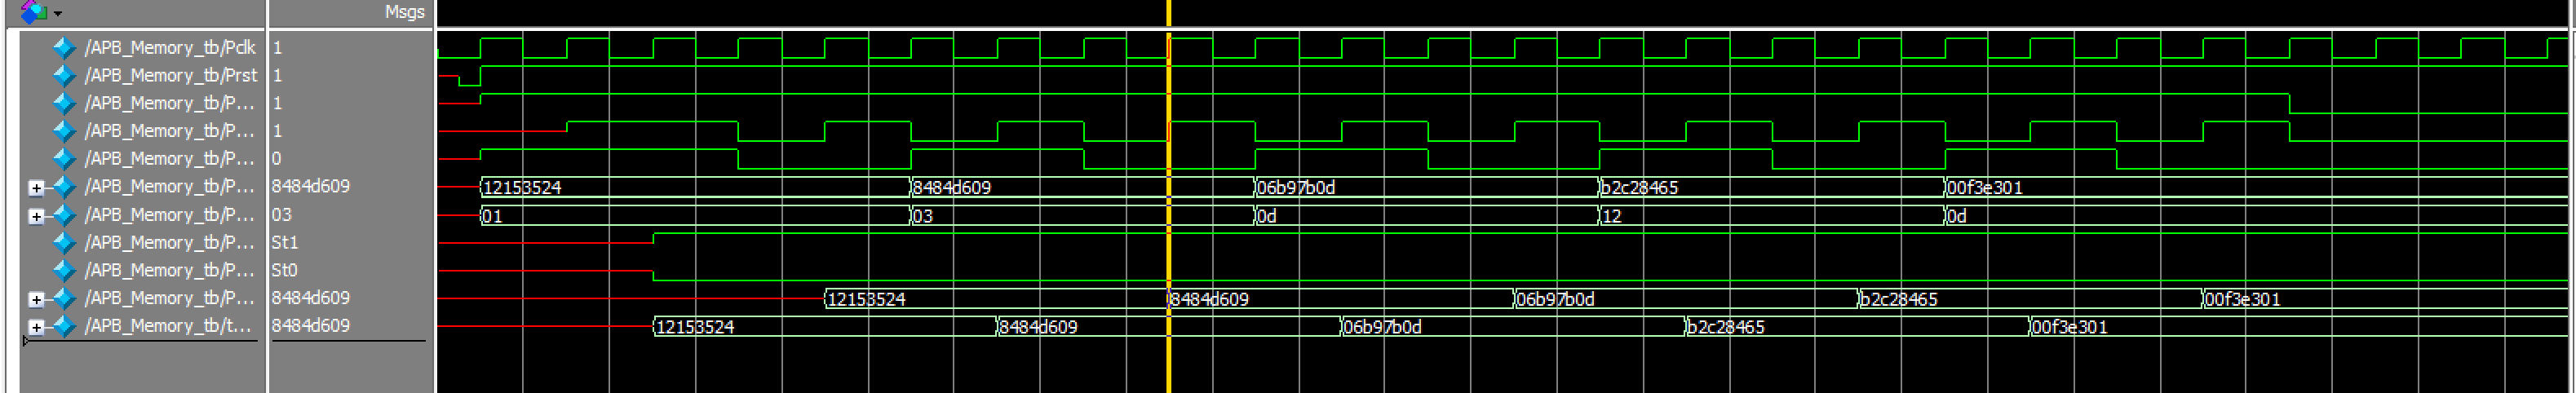 Msgs
/APB_Memory_tb/Pclk 1
/APB_Memory_tb/Prst 1
/APB_Memory_tb/P... 1
/APB_Memory_tb/P... 1
/APB_Memory_tb/P... 0
/APB_Memory_tb/P... 8484d609 12153524 8484d609 06b97b0d b2c28465 00f3e301
/APB_Memory_tb/P... 03 01 03 0d 12 0d
/APB_Memory_tb/P... St1
/APB_Memory_tb/P... St0
/APB_Memory_tb/P... 8484d609 12153524 8484d609 06b97b0d b2c28465 00f3e301
/APB_Memory_tb/t... 8484d609 12153524 8484d609 06b97b0d b2c28465 00f3e301